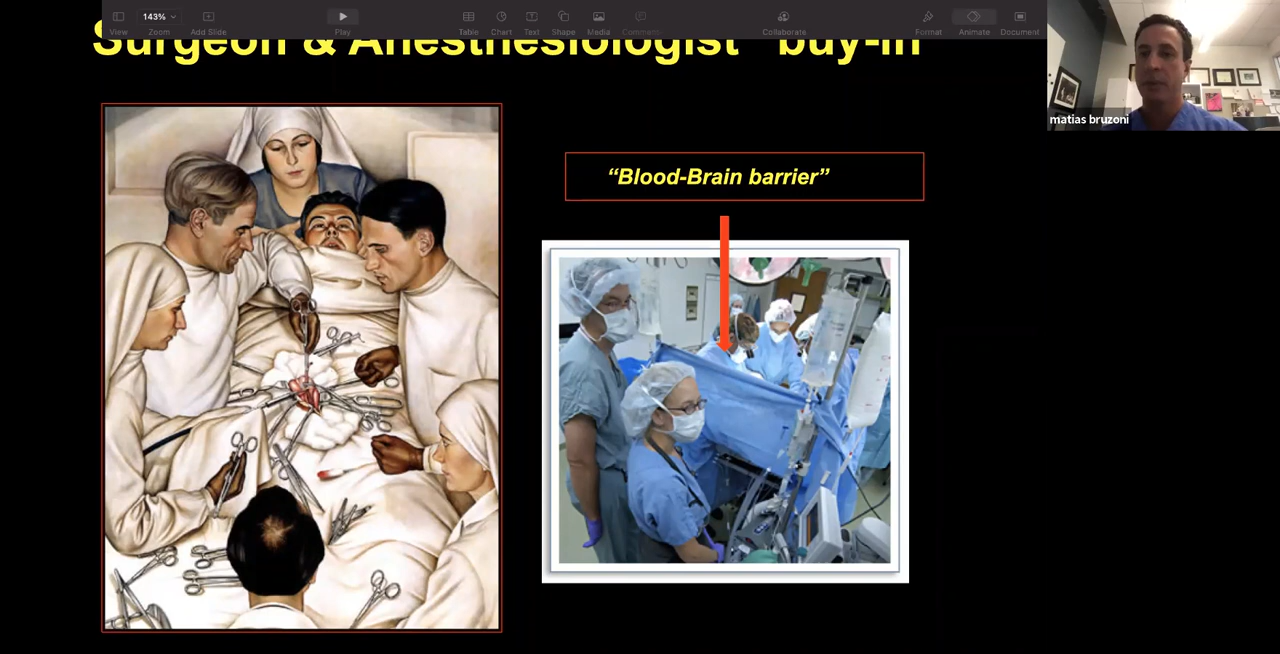 143%
View
Zoom
Add Slide
Play
Table
Chart
Text
Shape
Media
Comment
Collaborate
Format
Animate
Document
Surgeon & Anesthesiologist "buy-in"
matias bruzoni
“Blood-Brain barrier”